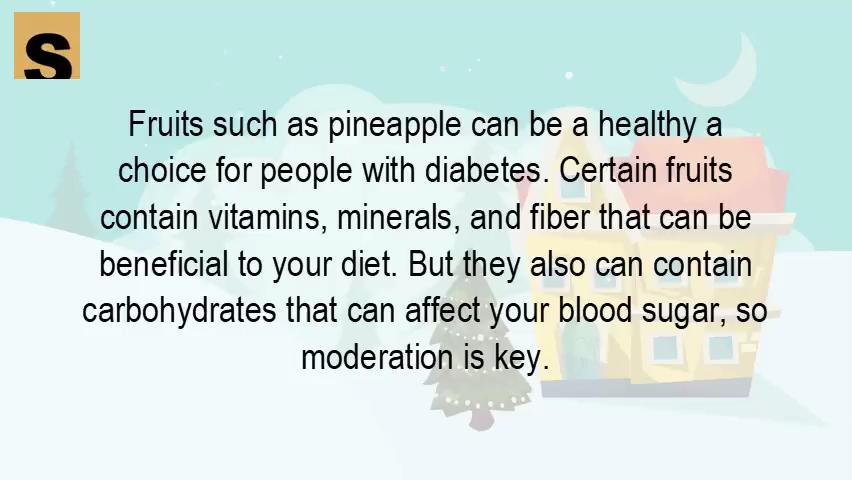 S
Fruits such as pineapple can be a healthy a
choice for people with diabetes. Certain fruits
contain vitamins, minerals, and fiber that can be
beneficial to your diet. But they also can contain
carbohydrates that can affect your blood sugar, so
moderation is key.